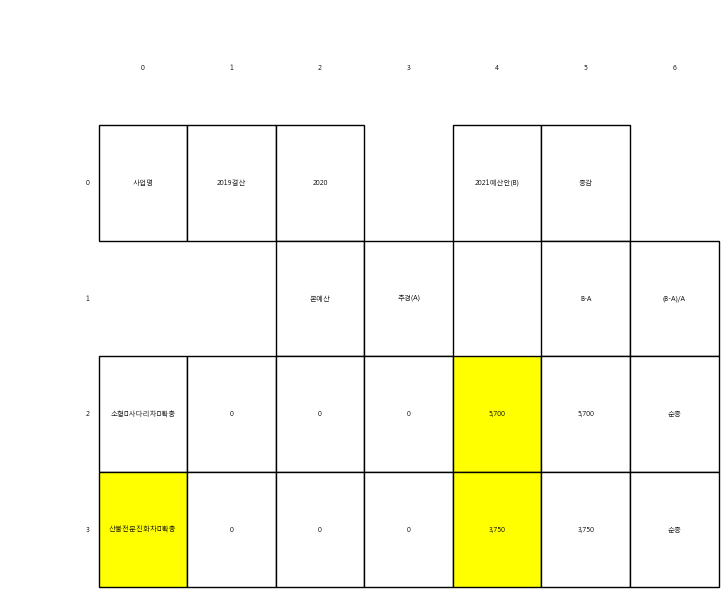 0 1 2 3 4 5 6
0 사업명 2019결산 2020 2021예산안(B) 증감
1 본예산 추경(A) B-A (B-A)/A
2 소형□사다리차□확충 0 0 0 5,700 5,700 순증
3 산불전문진화차□확충 0 0 0 3,750 3,750 순증